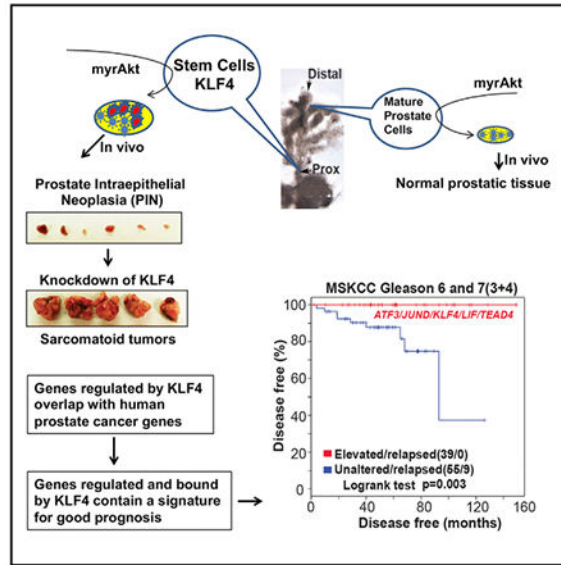 myrAkt
Stem Cells
KLF4
In vivo
Prostate Intraepithelial
Neoplasia (PIN)
Knockdown of KLF4
Sarcomatoid tumors
Genes regulated by KLF4
overlap with human
prostate cancer genes
Genes regulated and bound
by KLF4 contain a signature
for good prognosis
Distal
Prox
Mature
Prostate
Cells
myrAkt
In vivo
Normal prostatic tissue
MSKCC Gleason 6 and 7(3+4)
ATF3/JUND/KLF4/LIF/TEAD4
Disease free (%)
100
80
60
40
20
0
Elevated/relapsed(39/0)
Unaltered/relapsed(55/9)
Logrank test p=0.003
0 40 80 120 160
Disease free (months)